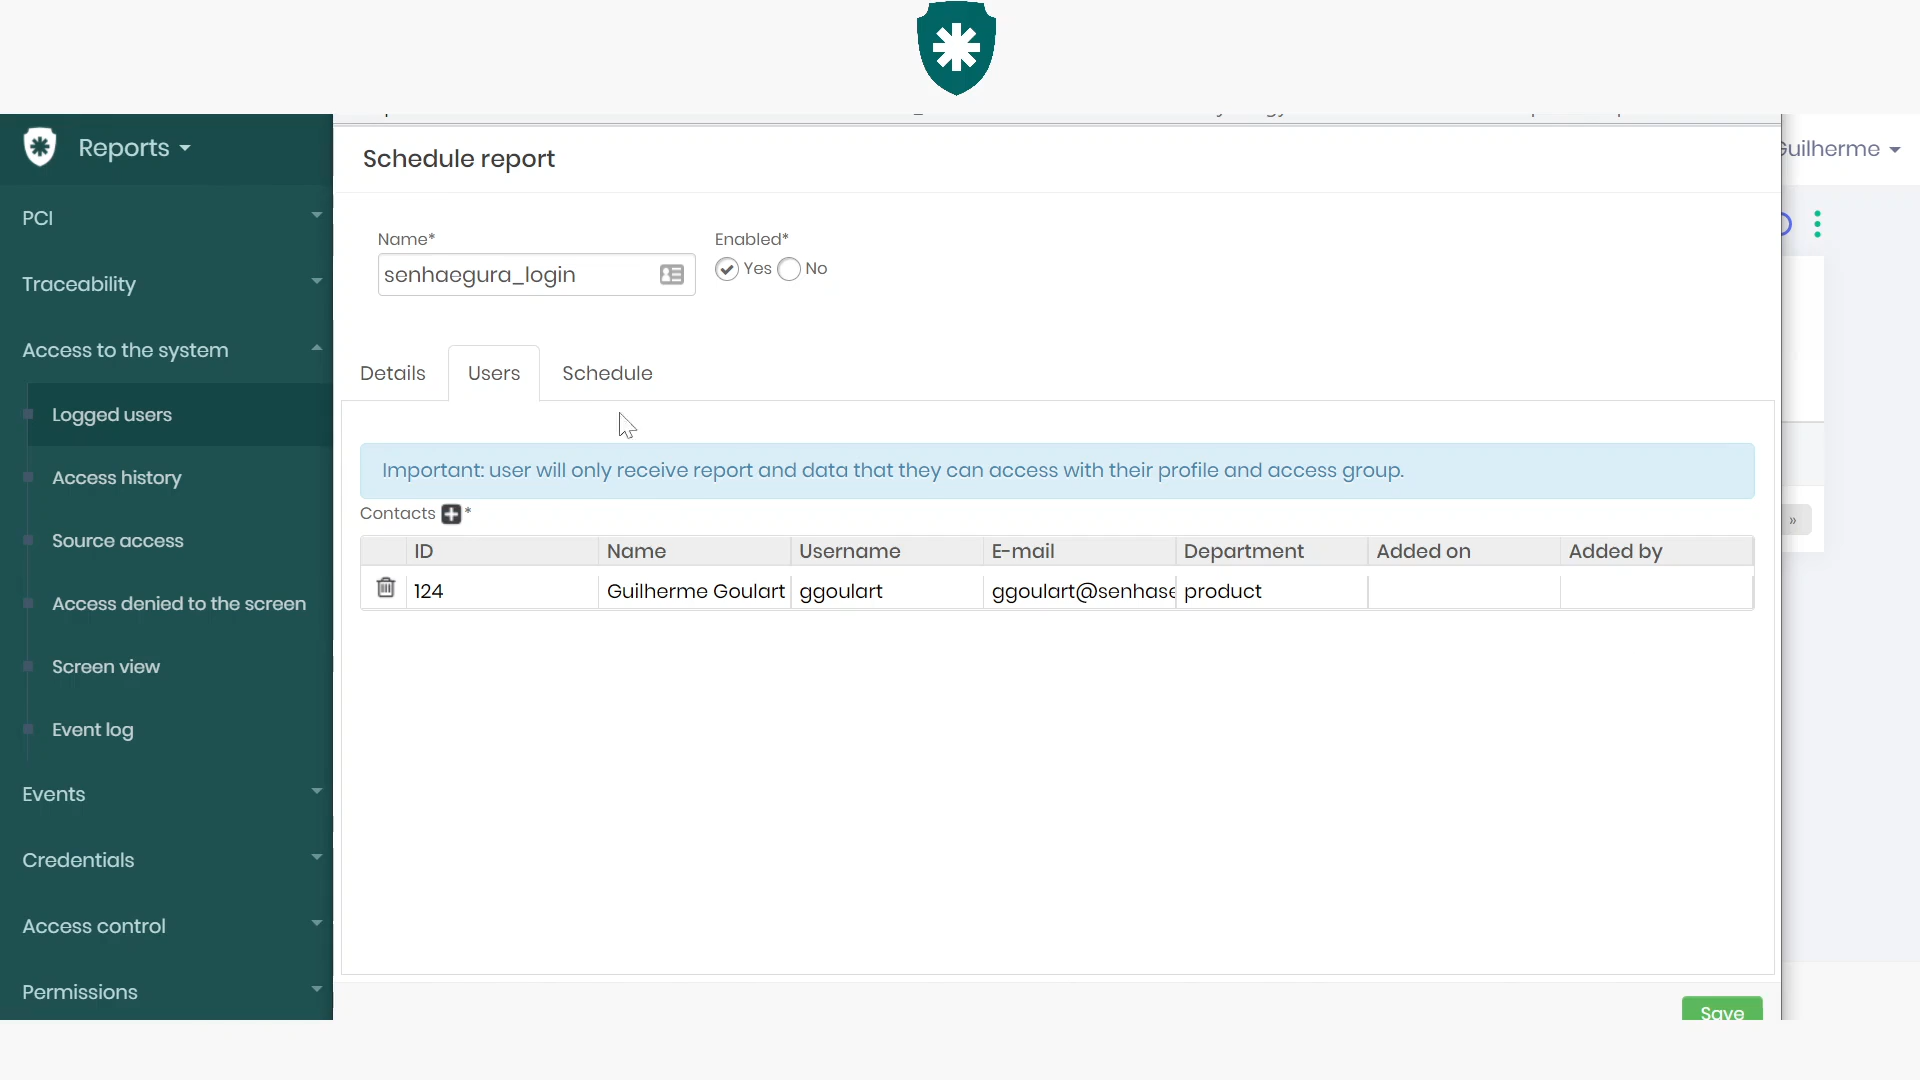 Reports
Guilherme
Schedule report
PCI
Traceability
Access to the system
Logged users
Access history
Source access
Access denied to the screen
Screen view
Event log
Events
Credentials
Access control
Permissions
Name*
Enabled*
senhaegura_login
Yes
No
Details
Users
Schedule
Important: user will only receive report and data that they can access with their profile and access group.
Contacts *
ID Name Username E-mail Department Added on Added by
124 Guilherme Goulart ggoulart ggoulart@senhase product
»
Save